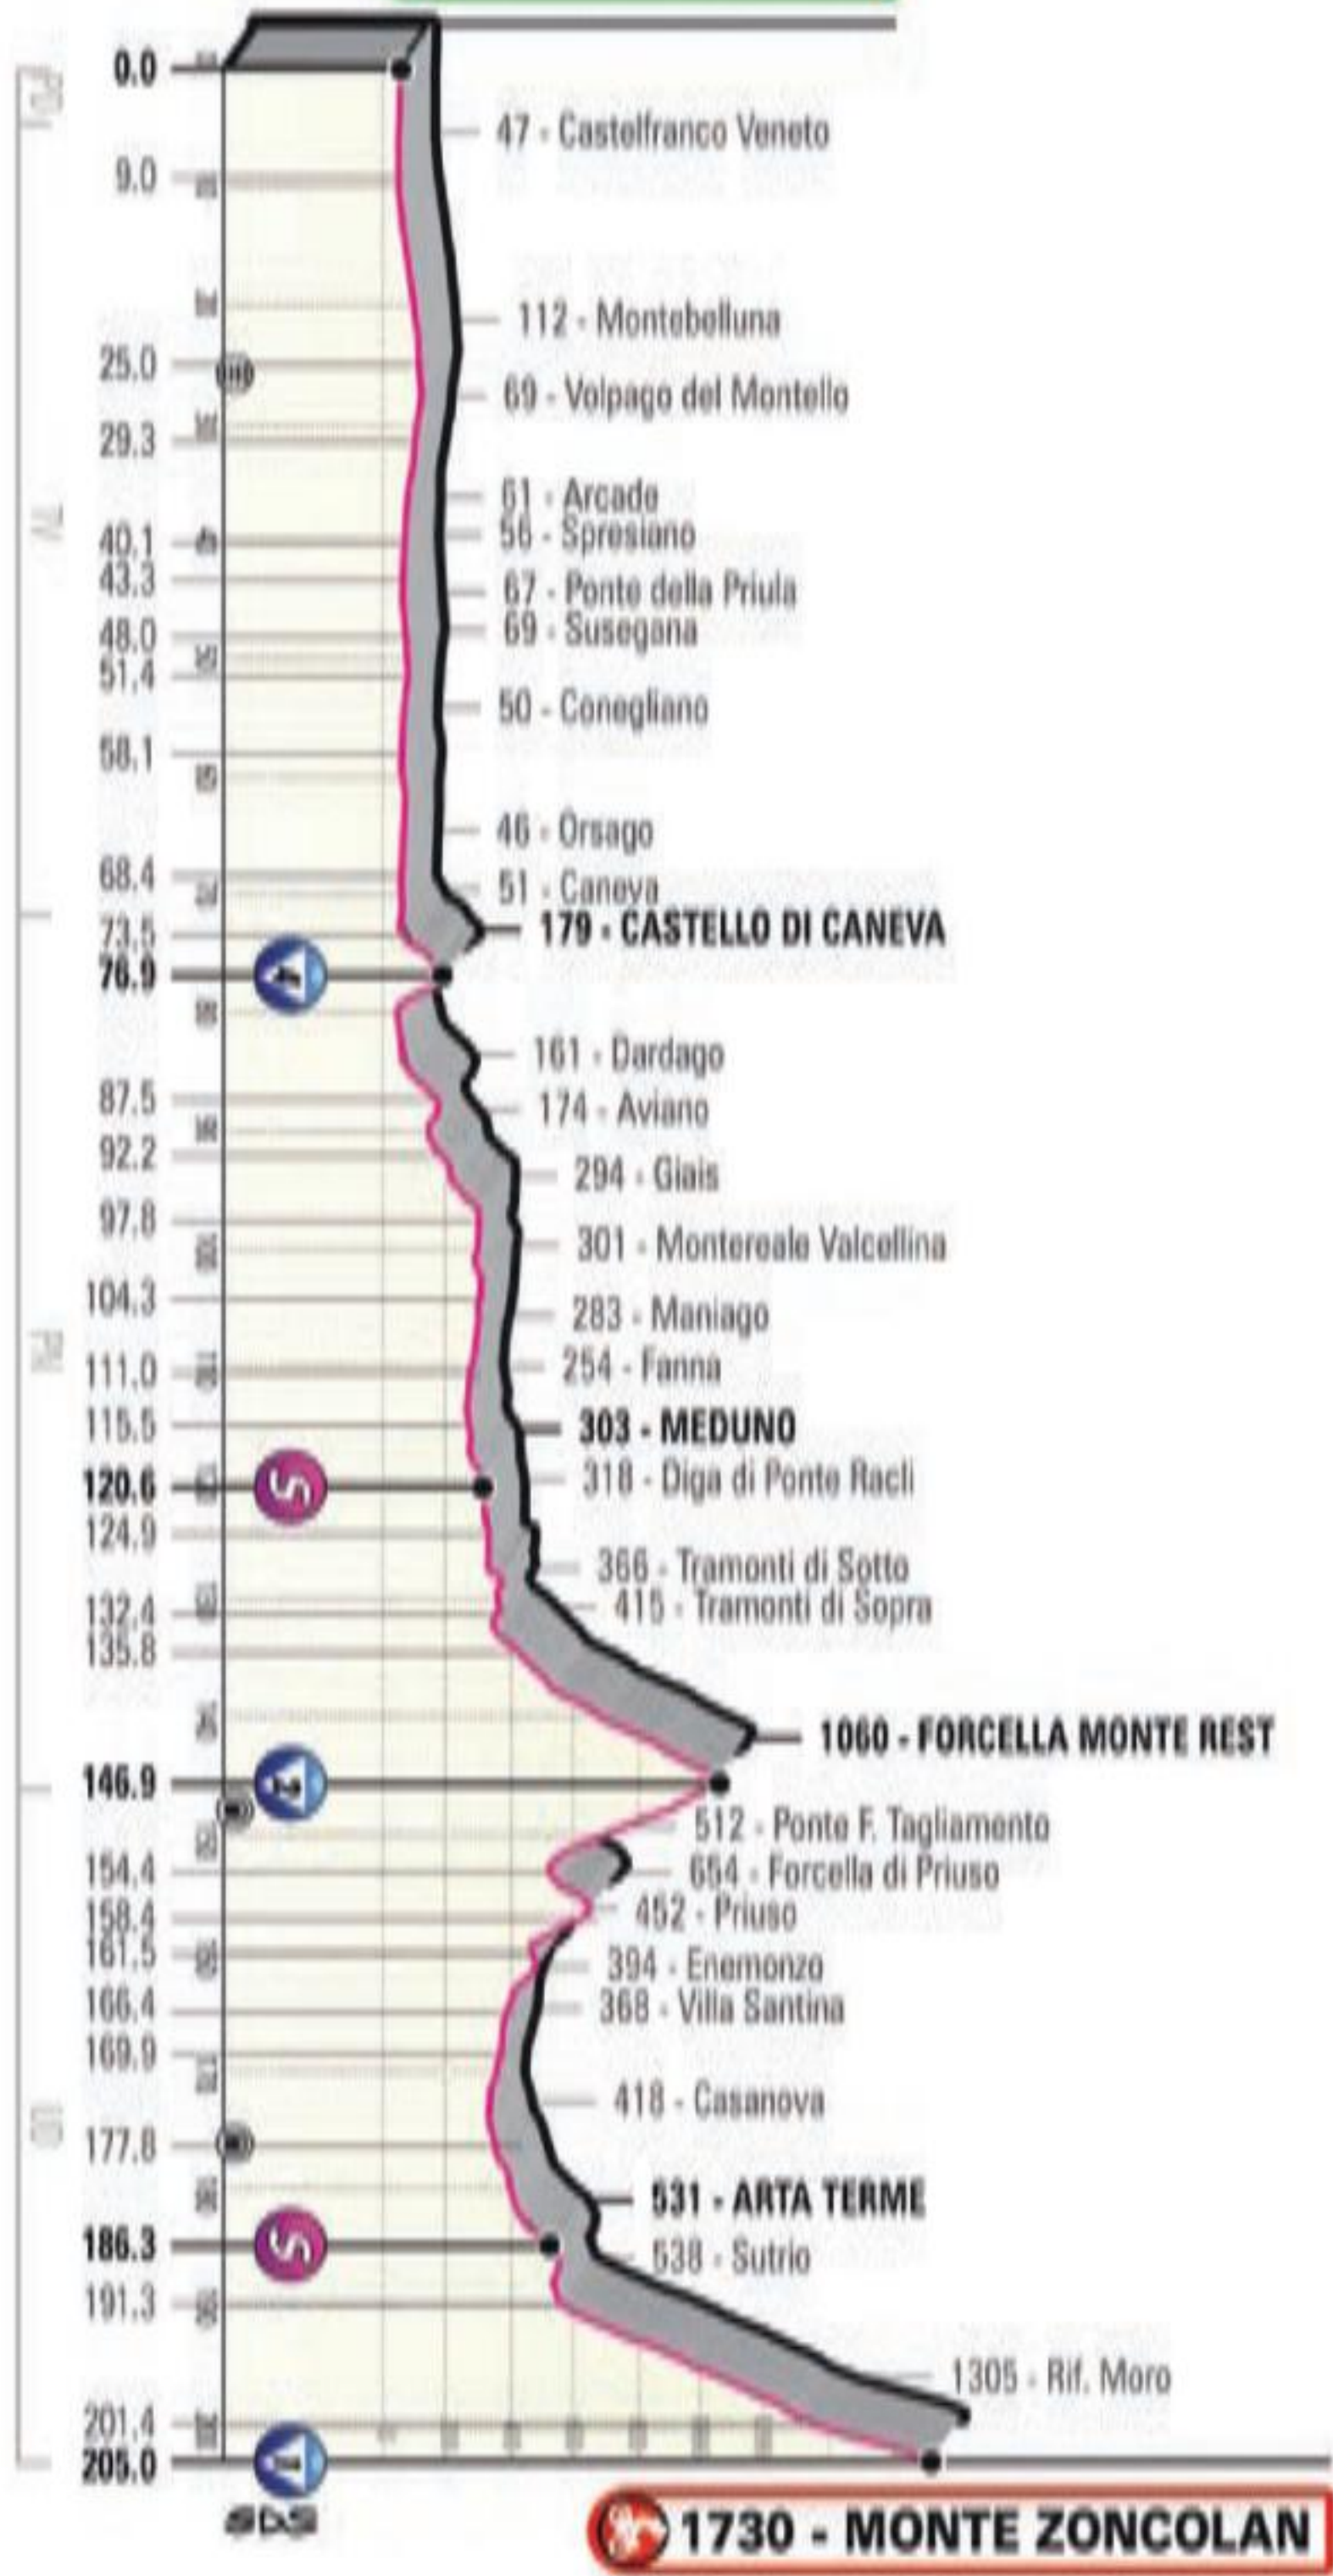 0.0
47 - Castelfranco Veneto
9.0
112 - Montebelluna
25.0
69 - Volpago del Montello
29.3
61 - Arcade
56 - Spresiano
40.1
43.3
67 - Ponte della Priula
69 - Susegana
48.0
51.4
50 - Conegliano
58.1
46 - Orsago
68.4
51 - Caneva
179 - CASTELLO DI CANEVA
73.5
76.9
161 - Dardago
87.5
174 - Aviano
92.2
294 - Giais
97.8
301 - Montereale Valcellina
104.3
283 - Maniago
254 - Fanna
111.0
115.5
303 - MEDUNO
120.6
318 - Diga di Ponte Racli
124.9
366 - Tramonti di Sotto
132.4
415 - Tramonti di Sopra
135.8
1060 - FORCELLA MONTE REST
146.9
512 - Ponte F. Tagliamento
154.4
654 - Forcella di Priuso
158.4
452 - Priuso
161.5
394 - Enemonzo
166.4
368 - Villa Santina
169.9
418 - Casanova
177.8
531 - ARTA TERME
186.3
538 - Sutrio
191.3
1305 - Rif. Moro
201.4
205.0
1730 - MONTE ZONCOLAN